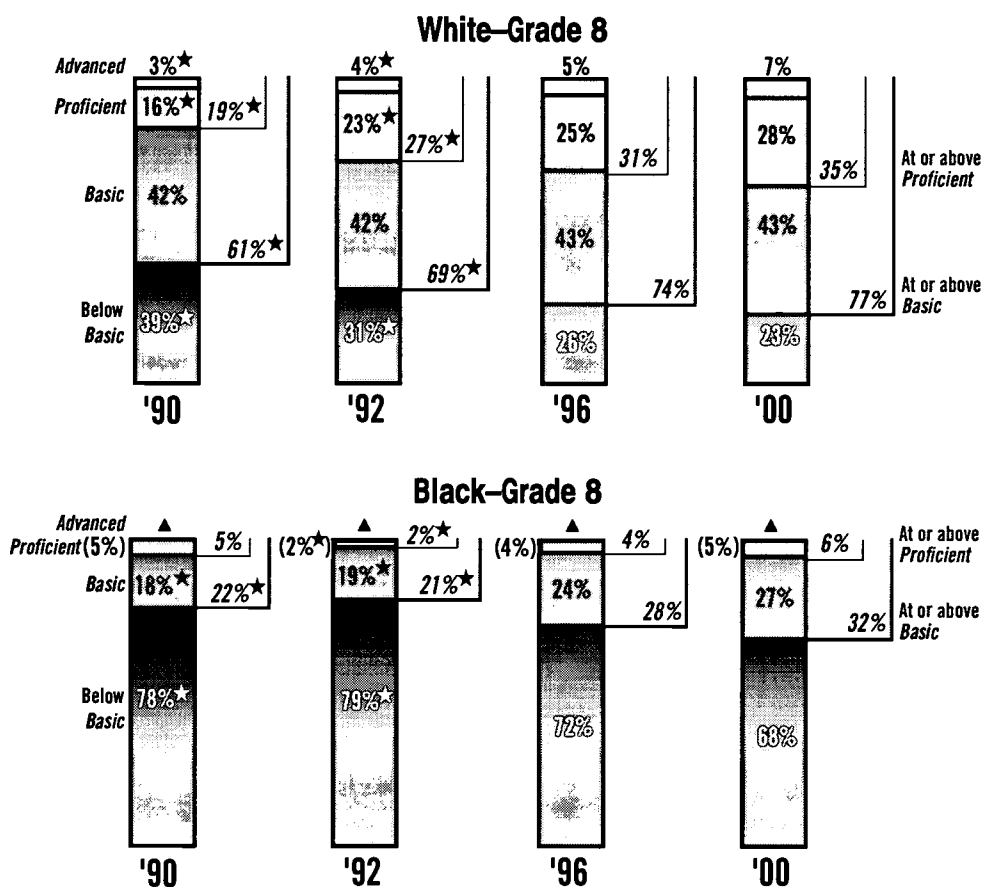 White–Grade 8
Advanced 3%★ 4%★ 5% 7%
Proficient 16%★ 19%★ 23%★ 27%★ 25% 31% 28% 35% At or above Proficient
Basic 42% 61%★ 42% 69%★ 43% 74% 43% 77% At or above Basic
Below Basic 39%★ 31%★ 26% 23%
'90 '92 '96 '00
Black–Grade 8
Advanced ▲ ▲ ▲ ▲
Proficient (5%) 5% (2%★) 2%★ (4%) 4% (5%) 6% At or above Proficient
Basic 18%★ 22%★ 19%★ 21%★ 24% 28% 27% 32% At or above Basic
Below Basic 78%★ 79%★ 72% 68%
'90 '92 '96 '00